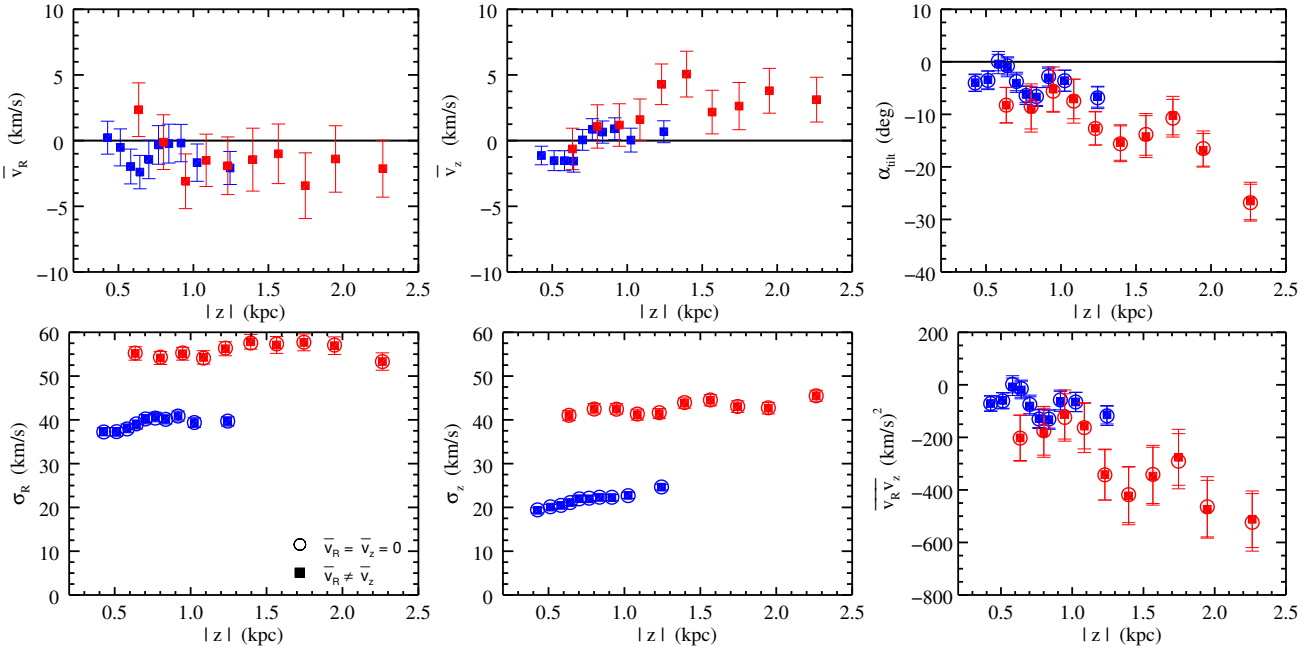 10
5
0
−5
−10
v̄_R (km/s)
0.5 1.0 1.5 2.0 2.5
| z | (kpc)
10
5
0
−5
−10
v̄_z (km/s)
0.5 1.0 1.5 2.0 2.5
| z | (kpc)
10
0
−10
−20
−30
−40
α_tilt (deg)
0.5 1.0 1.5 2.0 2.5
| z | (kpc)
60
50
40
30
20
10
0
σ_R (km/s)
v̄_R = v̄_z = 0
v̄_R ≠ v̄_z
0.5 1.0 1.5 2.0 2.5
| z | (kpc)
60
50
40
30
20
10
0
σ_z (km/s)
0.5 1.0 1.5 2.0 2.5
| z | (kpc)
200
0
−200
−400
−600
−800
v_R v_z (km/s)²
0.5 1.0 1.5 2.0 2.5
| z | (kpc)